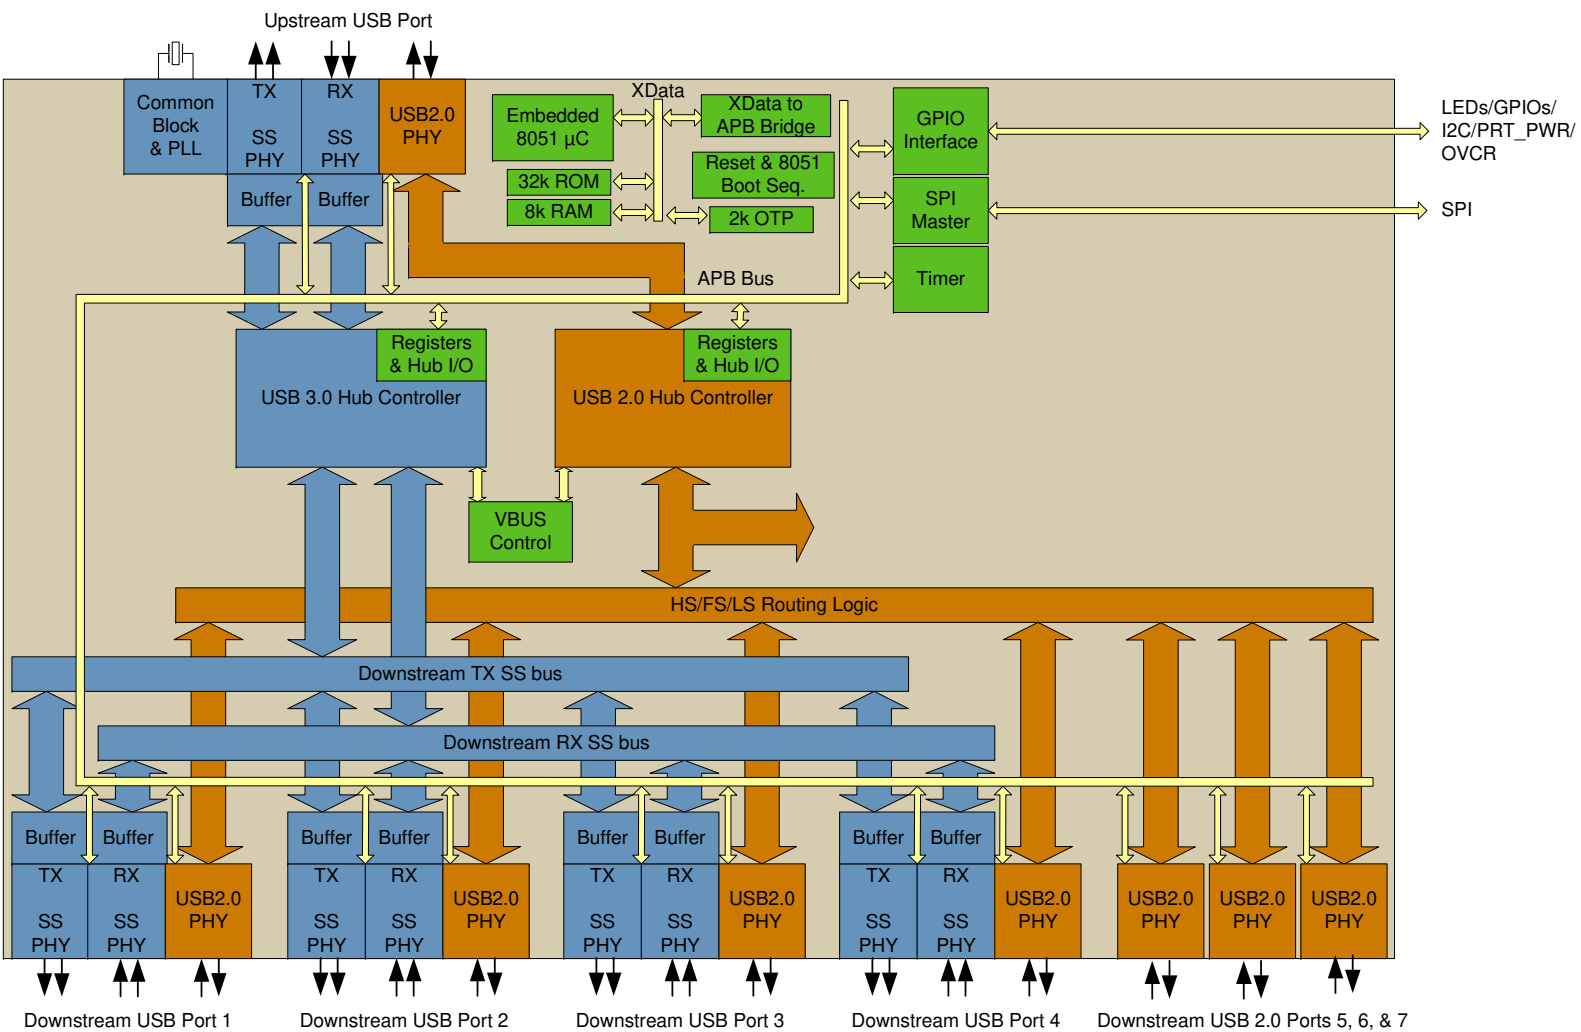 Upstream USB Port
Common
Block
& PLL
TX
SS
PHY
RX
SS
PHY
USB2.0
PHY
Buffer
Buffer
XData
Embedded
8051 µC
XData to
APB Bridge
Reset & 8051
Boot Seq.
32k ROM
8k RAM
2k OTP
GPIO
Interface
SPI
Master
Timer
LEDs/GPIOs/
I2C/PRT_PWR/
OVCR
SPI
APB Bus
Registers
& Hub I/O
USB 3.0 Hub Controller
Registers
& Hub I/O
USB 2.0 Hub Controller
VBUS
Control
HS/FS/LS Routing Logic
Downstream TX SS bus
Downstream RX SS bus
Buffer
Buffer
TX
SS
PHY
RX
SS
PHY
USB2.0
PHY
Buffer
Buffer
TX
SS
PHY
RX
SS
PHY
USB2.0
PHY
Buffer
Buffer
TX
SS
PHY
RX
SS
PHY
USB2.0
PHY
Buffer
Buffer
TX
SS
PHY
RX
SS
PHY
USB2.0
PHY
USB2.0
PHY
USB2.0
PHY
USB2.0
PHY
Downstream USB Port 1
Downstream USB Port 2
Downstream USB Port 3
Downstream USB Port 4
Downstream USB 2.0 Ports 5, 6, & 7